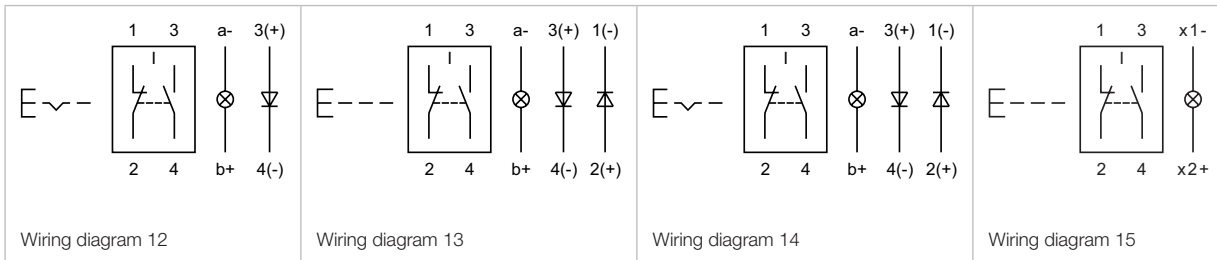 1 3 a- 3(+)
I
2 4 b+ 4(-)
Wiring diagram 12
1 3 a- 3(+) 1(-)
I
2 4 b+ 4(-) 2(+)
Wiring diagram 13
1 3 a- 3(+) 1(-)
I
2 4 b+ 4(-) 2(+)
Wiring diagram 14
1 3 x1-
I
2 4 x2+
Wiring diagram 15